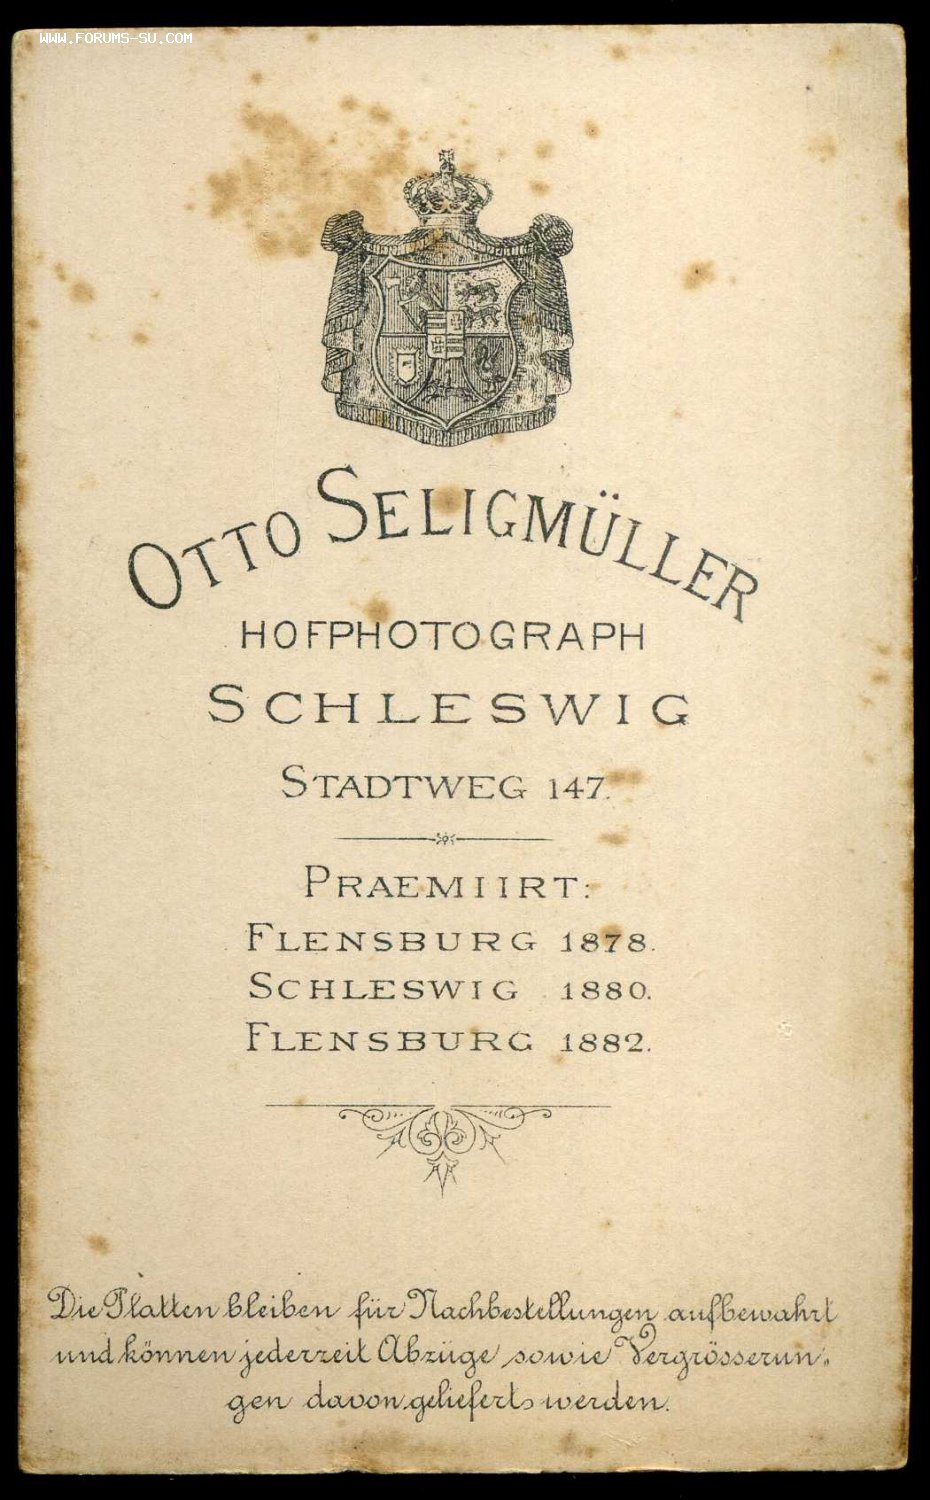 WWW.FORUMS-SU.COM
OTTO SELIGMÜLLER
HOFPHOTOGRAPH
SCHLESWIG
STADTWEG 147.
PRAEMIIRT:
FLENSBURG 1878.
SCHLESWIG 1880.
FLENSBURG 1882.
Die Platten bleiben für Nachbestellungen aufbewahrt
und können jederzeit Abzüge sowie Vergrösserun-
gen davon geliefert werden.